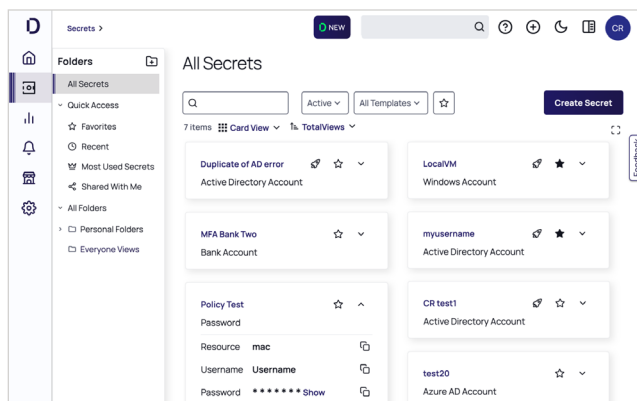 D
Secrets >
NEW
CR
Folders
All Secrets
Quick Access
Favorites
Recent
Most Used Secrets
Shared With Me
All Folders
Personal Folders
Everyone Views
All Secrets
Active
All Templates
Create Secret
7 items Card View TotalViews
Feedback
Duplicate of AD error
Active Directory Account
LocalVM
Windows Account
MFA Bank Two
Bank Account
myusername
Active Directory Account
Policy Test
Password
Resource mac
Username Username
Password *******Show
CR test1
Active Directory Account
test20
Azure AD Account